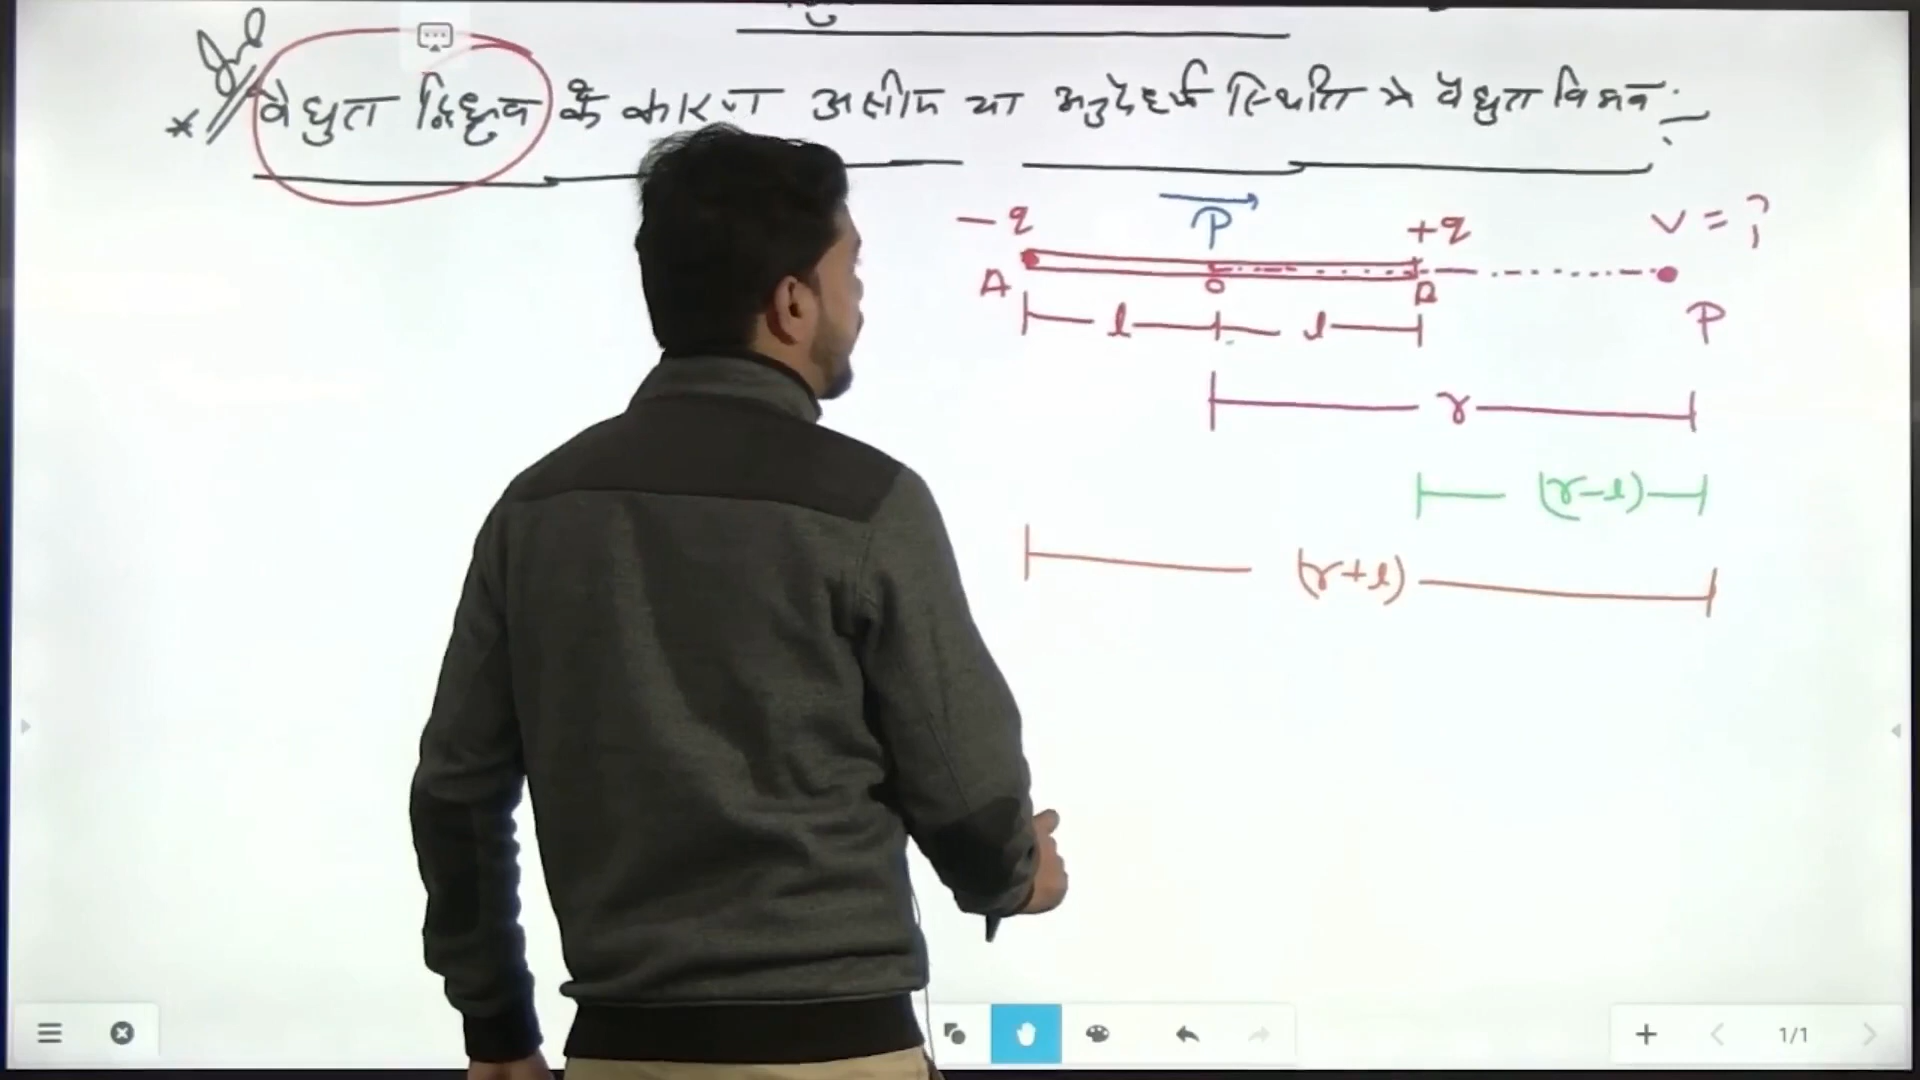 * वैद्युत द्विध्रुव के कारण अक्षीय या अनुदैर्ध्य स्थिति में वैद्युत विभव :-
-q P +q V = ?
A O B P
l l
r
(r-l)
(r+l)
1/1